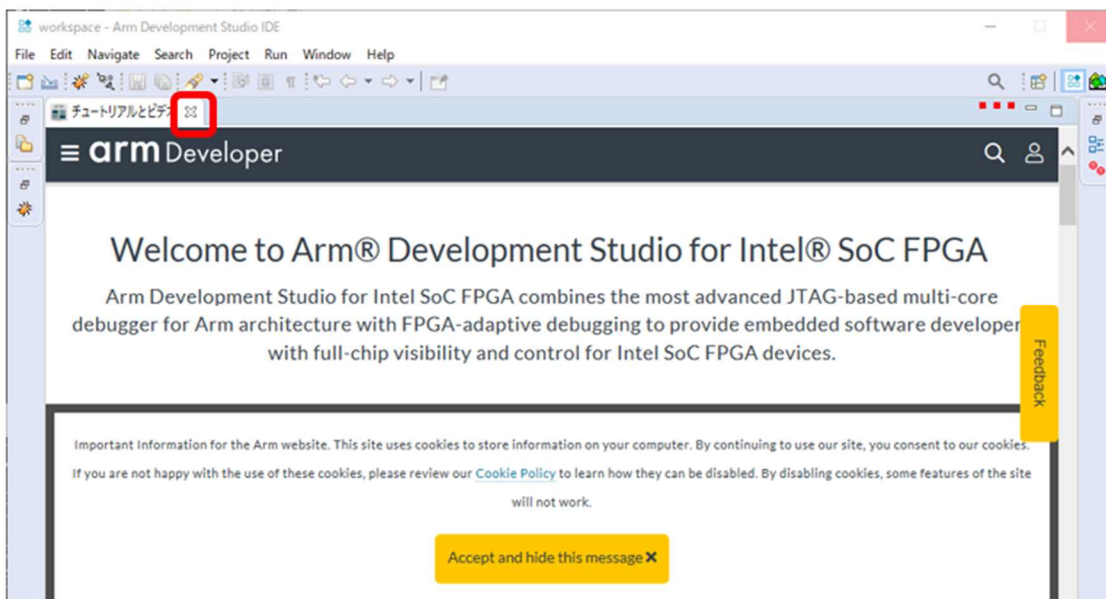 workspace - Arm Development Studio IDE
File Edit Navigate Search Project Run Window Help
チュートリアルとビデオ
arm Developer
Welcome to Arm® Development Studio for Intel® SoC FPGA
Arm Development Studio for Intel SoC FPGA combines the most advanced JTAG-based multi-core
debugger for Arm architecture with FPGA-adaptive debugging to provide embedded software developer
with full-chip visibility and control for Intel SoC FPGA devices.
Feedback
Important Information for the Arm website. This site uses cookies to store information on your computer. By continuing to use our site, you consent to our cookies.
If you are not happy with the use of these cookies, please review our Cookie Policy to learn how they can be disabled. By disabling cookies, some features of the site
will not work.
Accept and hide this message